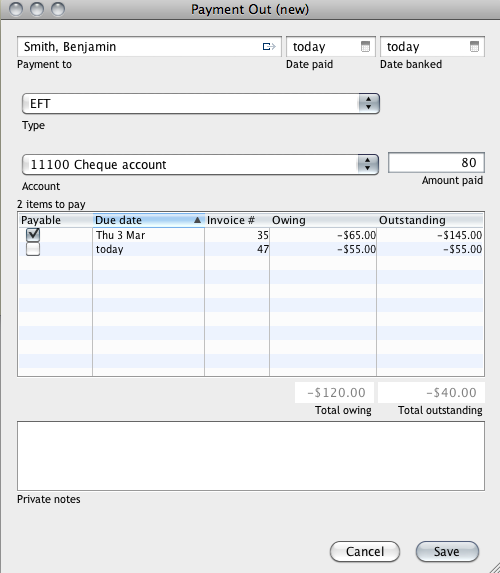 Payment Out (new)
Smith, Benjamin today today
Payment to Date paid Date banked
EFT
Type
11100 Cheque account 80
Account Amount paid
2 items to pay
Payable Due date Invoice # Owing Outstanding
Thu 3 Mar 35 -$65.00 -$145.00
today 47 -$55.00 -$55.00
-$120.00 -$40.00
Total owing Total outstanding
Private notes
Cancel Save